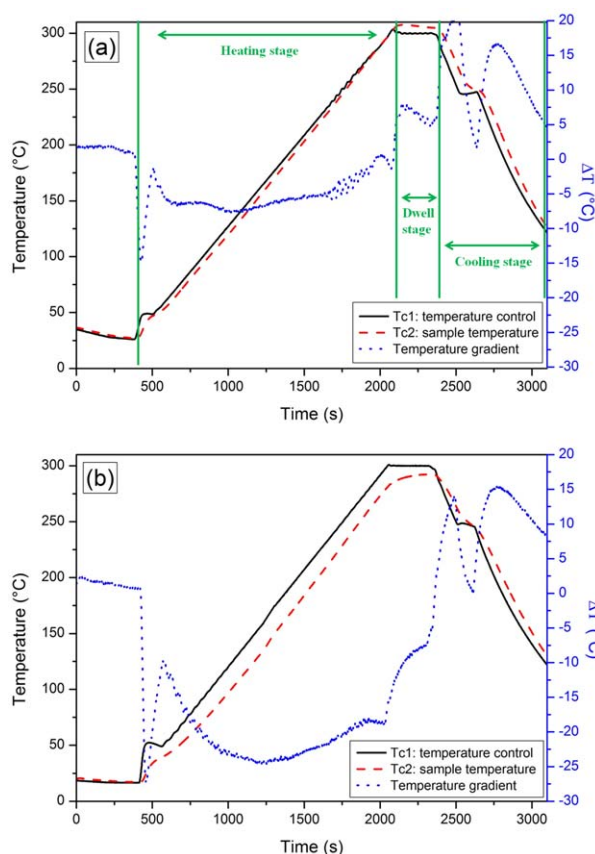 (a)
Heating stage
Dwell
stage
Cooling stage
Temperature (°C)
300
250
200
150
100
50
0
20
15
10
5
0
-5
-10
-15
-20
-25
-30
ΔT (°C)
Tc1: temperature control
Tc2: sample temperature
Temperature gradient
0 500 1000 1500 2000 2500 3000
Time (s)
(b)
Temperature (°C)
300
250
200
150
100
50
0
20
15
10
5
0
-5
-10
-15
-20
-25
-30
ΔT (°C)
Tc1: temperature control
Tc2: sample temperature
Temperature gradient
0 500 1000 1500 2000 2500 3000
Time (s)